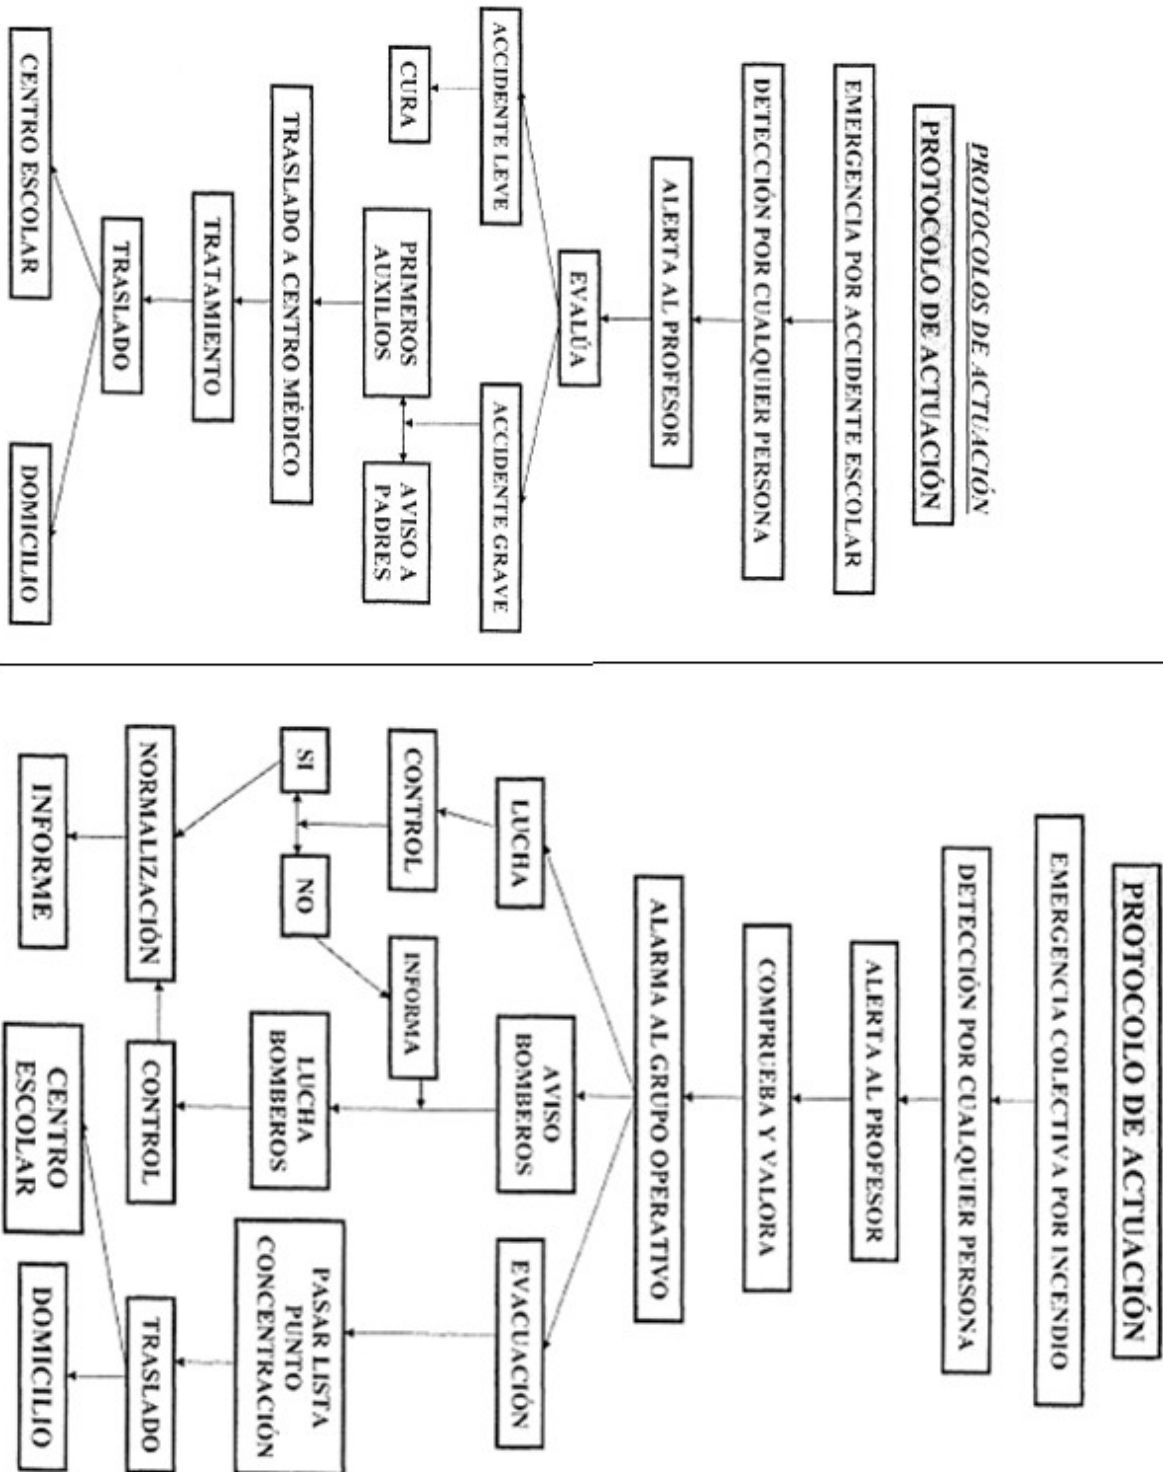 PROTOCOLOS DE ACTUACIÓN
PROTOCOLO DE ACTUACIÓN
EMERGENCIA POR ACCIDENTE ESCOLAR
DETECCIÓN POR CUALQUIER PERSONA
ALERTA AL PROFESOR
EVALÚA
ACCIDENTE LEVE
ACCIDENTE GRAVE
CURA
PRIMEROS
AUXILIOS
AVISO A
PADRES
TRASLADO A CENTRO MÉDICO
TRATAMIENTO
TRASLADO
CENTRO ESCOLAR
DOMICILIO
PROTOCOLO DE ACTUACIÓN
EMERGENCIA COLECTIVA POR INCENDIO
DETECCIÓN POR CUALQUIER PERSONA
ALERTA AL PROFESOR
COMPRUEBA Y VALORA
ALARMA AL GRUPO OPERATIVO
LUCHA
AVISO
BOMBEROS
EVACUACIÓN
CONTROL
INFORMA
SI
NO
LUCHA
BOMBEROS
PASAR LISTA
PUNTO
CONCENTRACIÓN
NORMALIZACIÓN
CONTROL
TRASLADO
INFORME
CENTRO
ESCOLAR
DOMICILIO